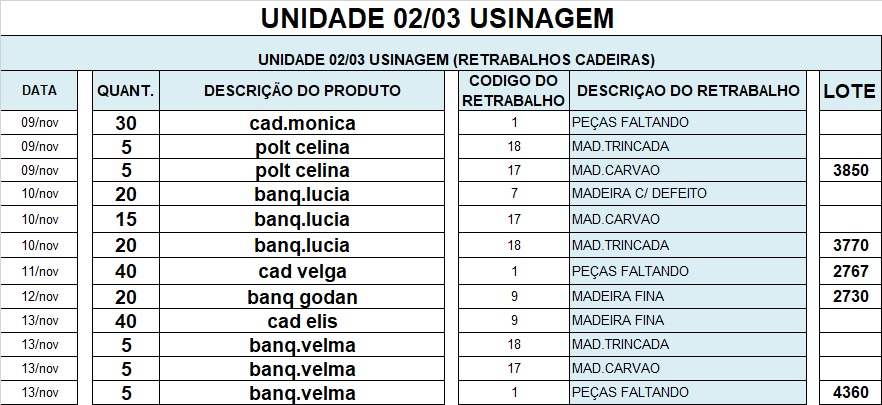 UNIDADE 02/03 USINAGEM
UNIDADE 02/03 USINAGEM (RETRABALHOS CADEIRAS)
DATA QUANT. DESCRIÇÃO DO PRODUTO CODIGO DO RETRABALHO DESCRIÇAO DO RETRABALHO LOTE
09/nov 30 cad.monica 1 PEÇAS FALTANDO
09/nov 5 polt celina 18 MAD.TRINCADA
09/nov 5 polt celina 17 MAD.CARVAO 3850
10/nov 20 banq.lucia 7 MADEIRA C/ DEFEITO
10/nov 15 banq.lucia 17 MAD.CARVAO
10/nov 20 banq.lucia 18 MAD.TRINCADA 3770
11/nov 40 cad velga 1 PEÇAS FALTANDO 2767
12/nov 20 banq godan 9 MADEIRA FINA 2730
13/nov 40 cad elis 9 MADEIRA FINA
13/nov 5 banq.velma 18 MAD.TRINCADA
13/nov 5 banq.velma 17 MAD.CARVAO
13/nov 5 banq.velma 1 PEÇAS FALTANDO 4360